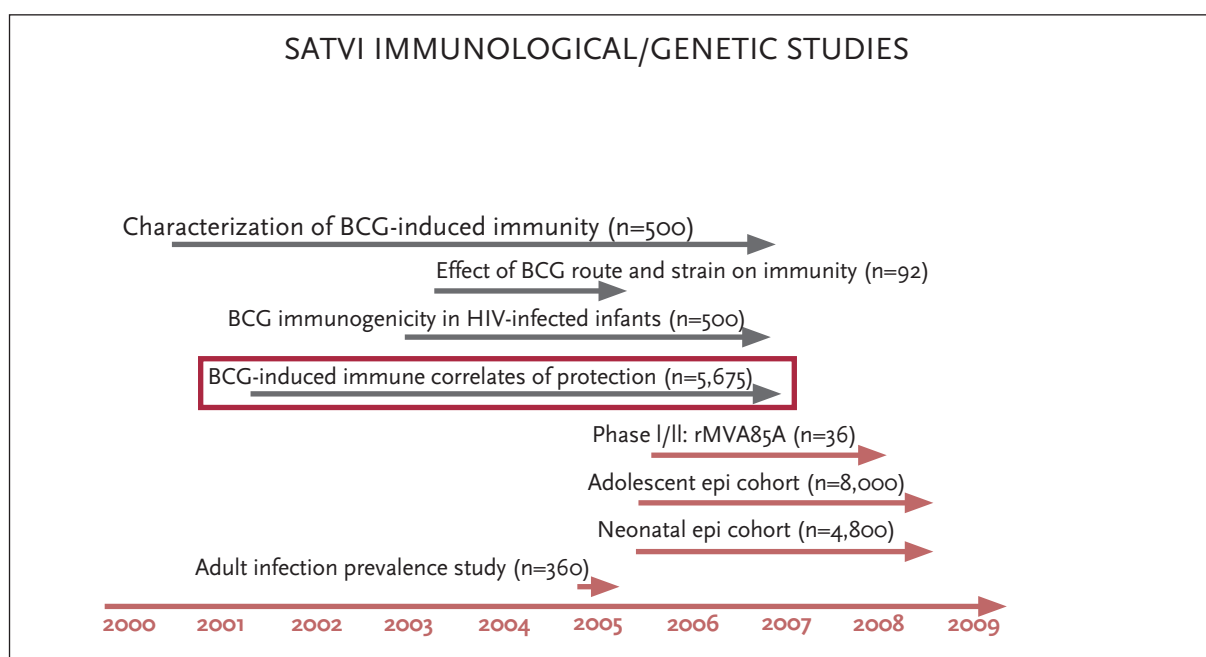 SATVI IMMUNOLOGICAL/GENETIC STUDIES
Characterization of BCG-induced immunity (n=500)
Effect of BCG route and strain on immunity (n=92)
BCG immunogenicity in HIV-infected infants (n=500)
BCG-induced immune correlates of protection (n=5,675)
Phase l/ll: rMVA85A (n=36)
Adolescent epi cohort (n=8,000)
Neonatal epi cohort (n=4,800)
Adult infection prevalence study (n=360)
2000 2001 2002 2003 2004 2005 2006 2007 2008 2009